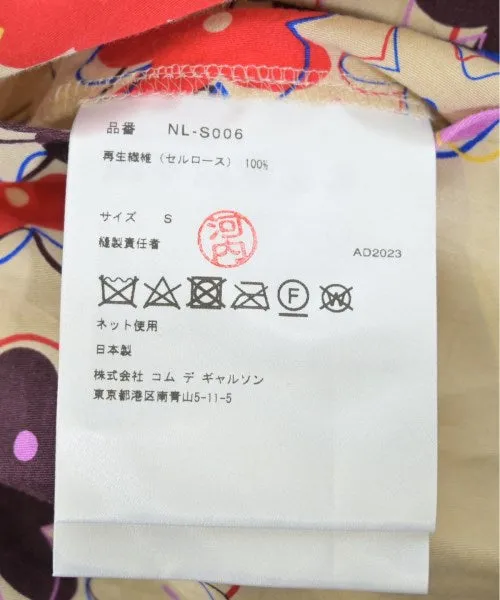 品番 NL-S006
再生繊維（セルロース） 100%
サイズ S
縫製責任者 河内
AD2023
F W
ネット使用
日本製
株式会社 コム デ ギャルソン
東京都港区南青山5-11-5